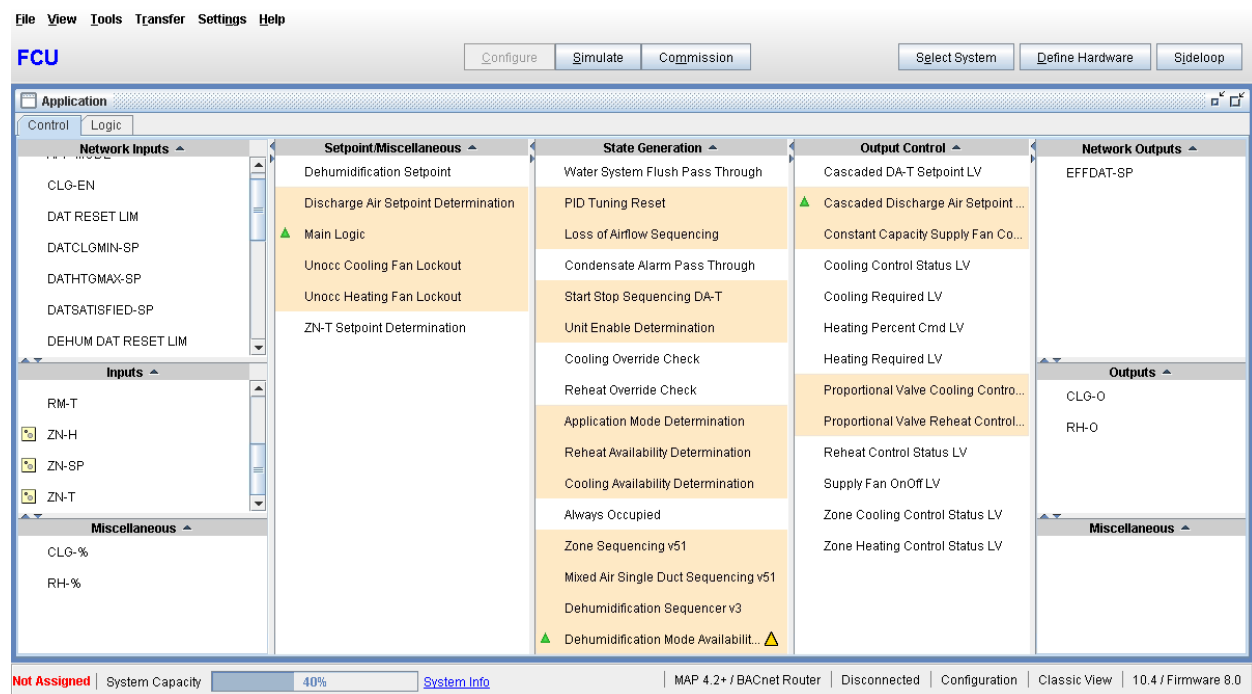 File View Tools Transfer Settings Help
FCU
Configure Simulate Commission
Select System Define Hardware Sideloop
Application
Control Logic
Network Inputs
CLG-EN
DAT RESET LIM
DATCLGMIN-SP
DATHTGMAX-SP
DATSATISFIED-SP
DEHUM DAT RESET LIM
Inputs
RM-T
ZN-H
ZN-SP
ZN-T
Miscellaneous
CLG-%
RH-%
Setpoint/Miscellaneous
Dehumidification Setpoint
Discharge Air Setpoint Determination
Main Logic
Unocc Cooling Fan Lockout
Unocc Heating Fan Lockout
ZN-T Setpoint Determination
State Generation
Water System Flush Pass Through
PID Tuning Reset
Loss of Airflow Sequencing
Condensate Alarm Pass Through
Start Stop Sequencing DA-T
Unit Enable Determination
Cooling Override Check
Reheat Override Check
Application Mode Determination
Reheat Availability Determination
Cooling Availability Determination
Always Occupied
Zone Sequencing v51
Mixed Air Single Duct Sequencing v51
Dehumidification Sequencer v3
Dehumidification Mode Availabilit...
Output Control
Cascaded DA-T Setpoint LV
Cascaded Discharge Air Setpoint ...
Constant Capacity Supply Fan Co...
Cooling Control Status LV
Cooling Required LV
Heating Percent Cmd LV
Heating Required LV
Proportional Valve Cooling Contro...
Proportional Valve Reheat Control...
Reheat Control Status LV
Supply Fan OnOff LV
Zone Cooling Control Status LV
Zone Heating Control Status LV
Network Outputs
EFFDAT-SP
Outputs
CLG-O
RH-O
Miscellaneous
Not Assigned System Capacity 40% System Info MAP 4.2+ / BACnet Router Disconnected Configuration Classic View 10.4 / Firmware 8.0